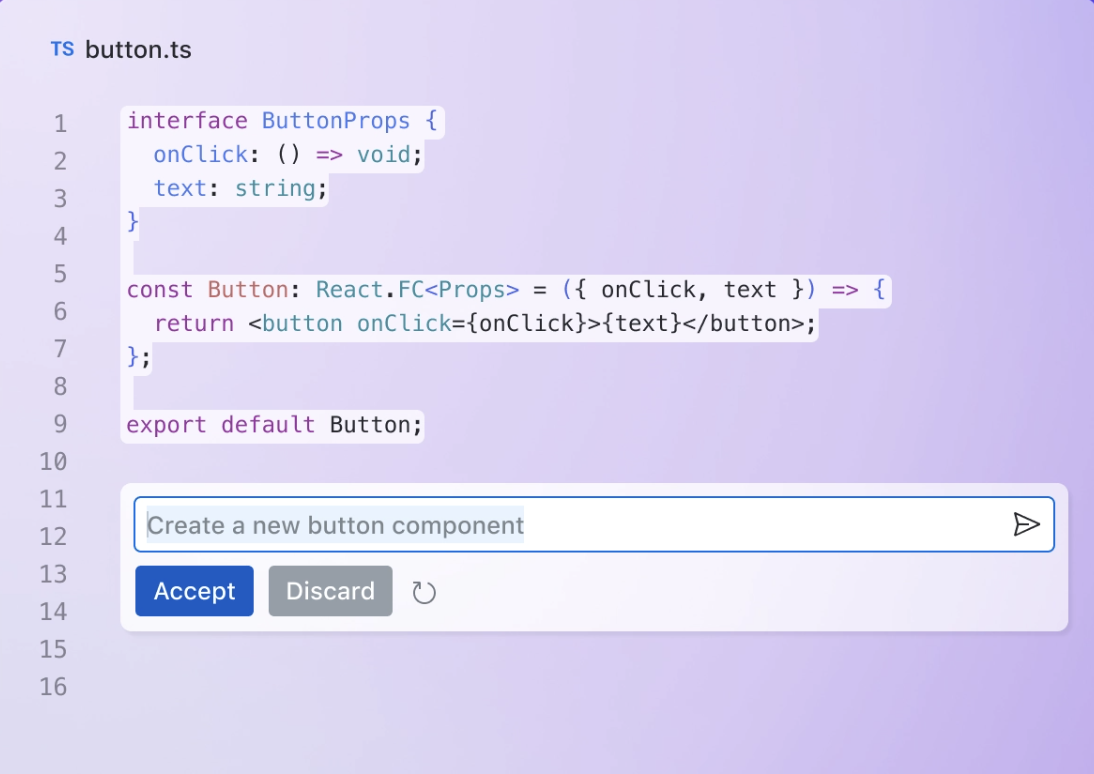 TS button.ts
1 interface ButtonProps {
2   onClick: () => void;
3   text: string;
4 }
5
6 const Button: React.FC<Props> = ({ onClick, text }) => {
7   return <button onClick={onClick}>{text}</button>;
8 };
9 export default Button;
10
11
12 Create a new button component
13
14 Accept Discard
15
16